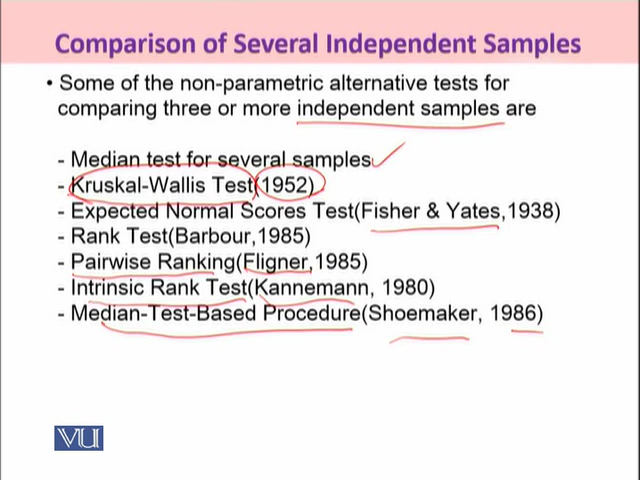 Comparison of Several Independent Samples
• Some of the non-parametric alternative tests for
comparing three or more independent samples are
- Median test for several samples
- Kruskal-Wallis Test(1952)
- Expected Normal Scores Test(Fisher & Yates,1938)
- Rank Test(Barbour,1985)
- Pairwise Ranking(Fligner,1985)
- Intrinsic Rank Test(Kannemann, 1980)
- Median-Test-Based Procedure(Shoemaker, 1986)
VU